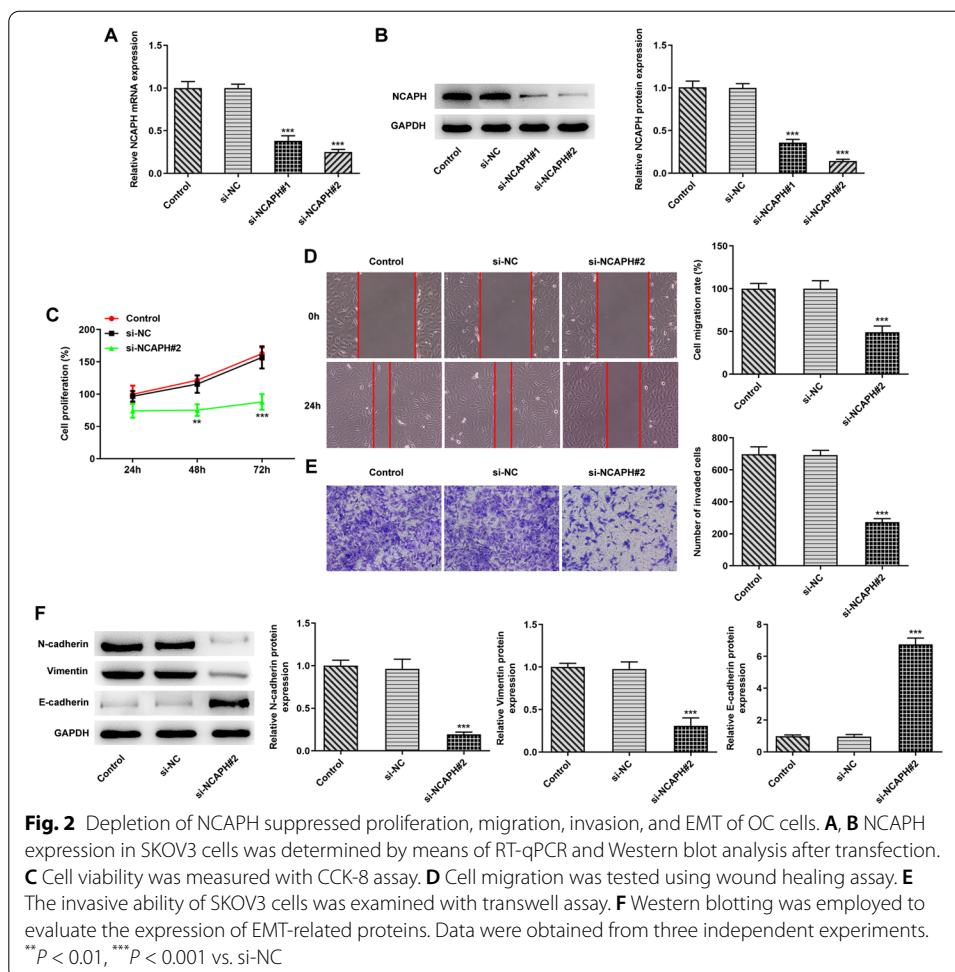 A
Relative NCAPH mRNA expression
1.5
1.0
0.5
0.0
***
***
Control
si-NC
si-NCAPH#1
si-NCAPH#2
B
NCAPH
GAPDH
Control
si-NC
si-NCAPH#1
si-NCAPH#2
Relative NCAPH protein expression
1.5
1.0
0.5
0.0
***
***
Control
si-NC
si-NCAPH#1
si-NCAPH#2
C
Control
si-NC
si-NCAPH#2
Cell proliferation (%)
200
150
100
50
0
**
***
24h
48h
72h
D
Control
si-NC
si-NCAPH#2
0h
24h
Cell migration rate (%)
150
100
50
0
***
Control
si-NC
si-NCAPH#2
E
Control
si-NC
si-NCAPH#2
Number of invaded cells
800
600
400
200
0
***
Control
si-NC
si-NCAPH#2
F
N-cadherin
Vimentin
E-cadherin
GAPDH
Control
si-NC
si-NCAPH#2
Relative N-cadherin protein
expression
1.5
1.0
0.5
0.0
***
Control
si-NC
si-NCAPH#2
Relative Vimentin protein
expression
1.5
1.0
0.5
0.0
***
Control
si-NC
si-NCAPH#2
Relative E-cadherin protein
expression
8
6
4
2
0
***
Control
si-NC
si-NCAPH#2
Fig. 2 Depletion of NCAPH suppressed proliferation, migration, invasion, and EMT of OC cells. A, B NCAPH
expression in SKOV3 cells was determined by means of RT-qPCR and Western blot analysis after transfection.
C Cell viability was measured with CCK-8 assay. D Cell migration was tested using wound healing assay. E
The invasive ability of SKOV3 cells was examined with transwell assay. F Western blotting was employed to
evaluate the expression of EMT-related proteins. Data were obtained from three independent experiments.
**P < 0.01, ***P < 0.001 vs. si-NC